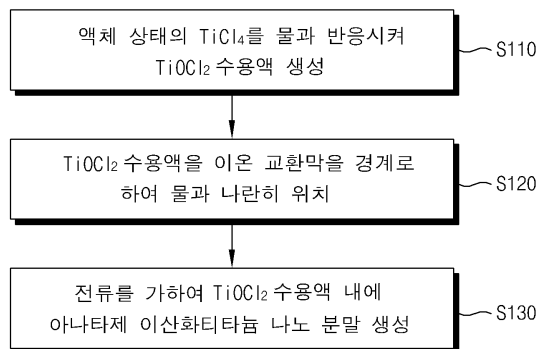 액체 상태의 TiCl₄를 물과 반응시켜
TiOCl₂ 수용액 생성
S110
TiOCl₂ 수용액을 이온 교환막을 경계로
하여 물과 나란히 위치
S120
전류를 가하여 TiOCl₂ 수용액 내에
아나타제 이산화티타늄 나노 분말 생성
S130